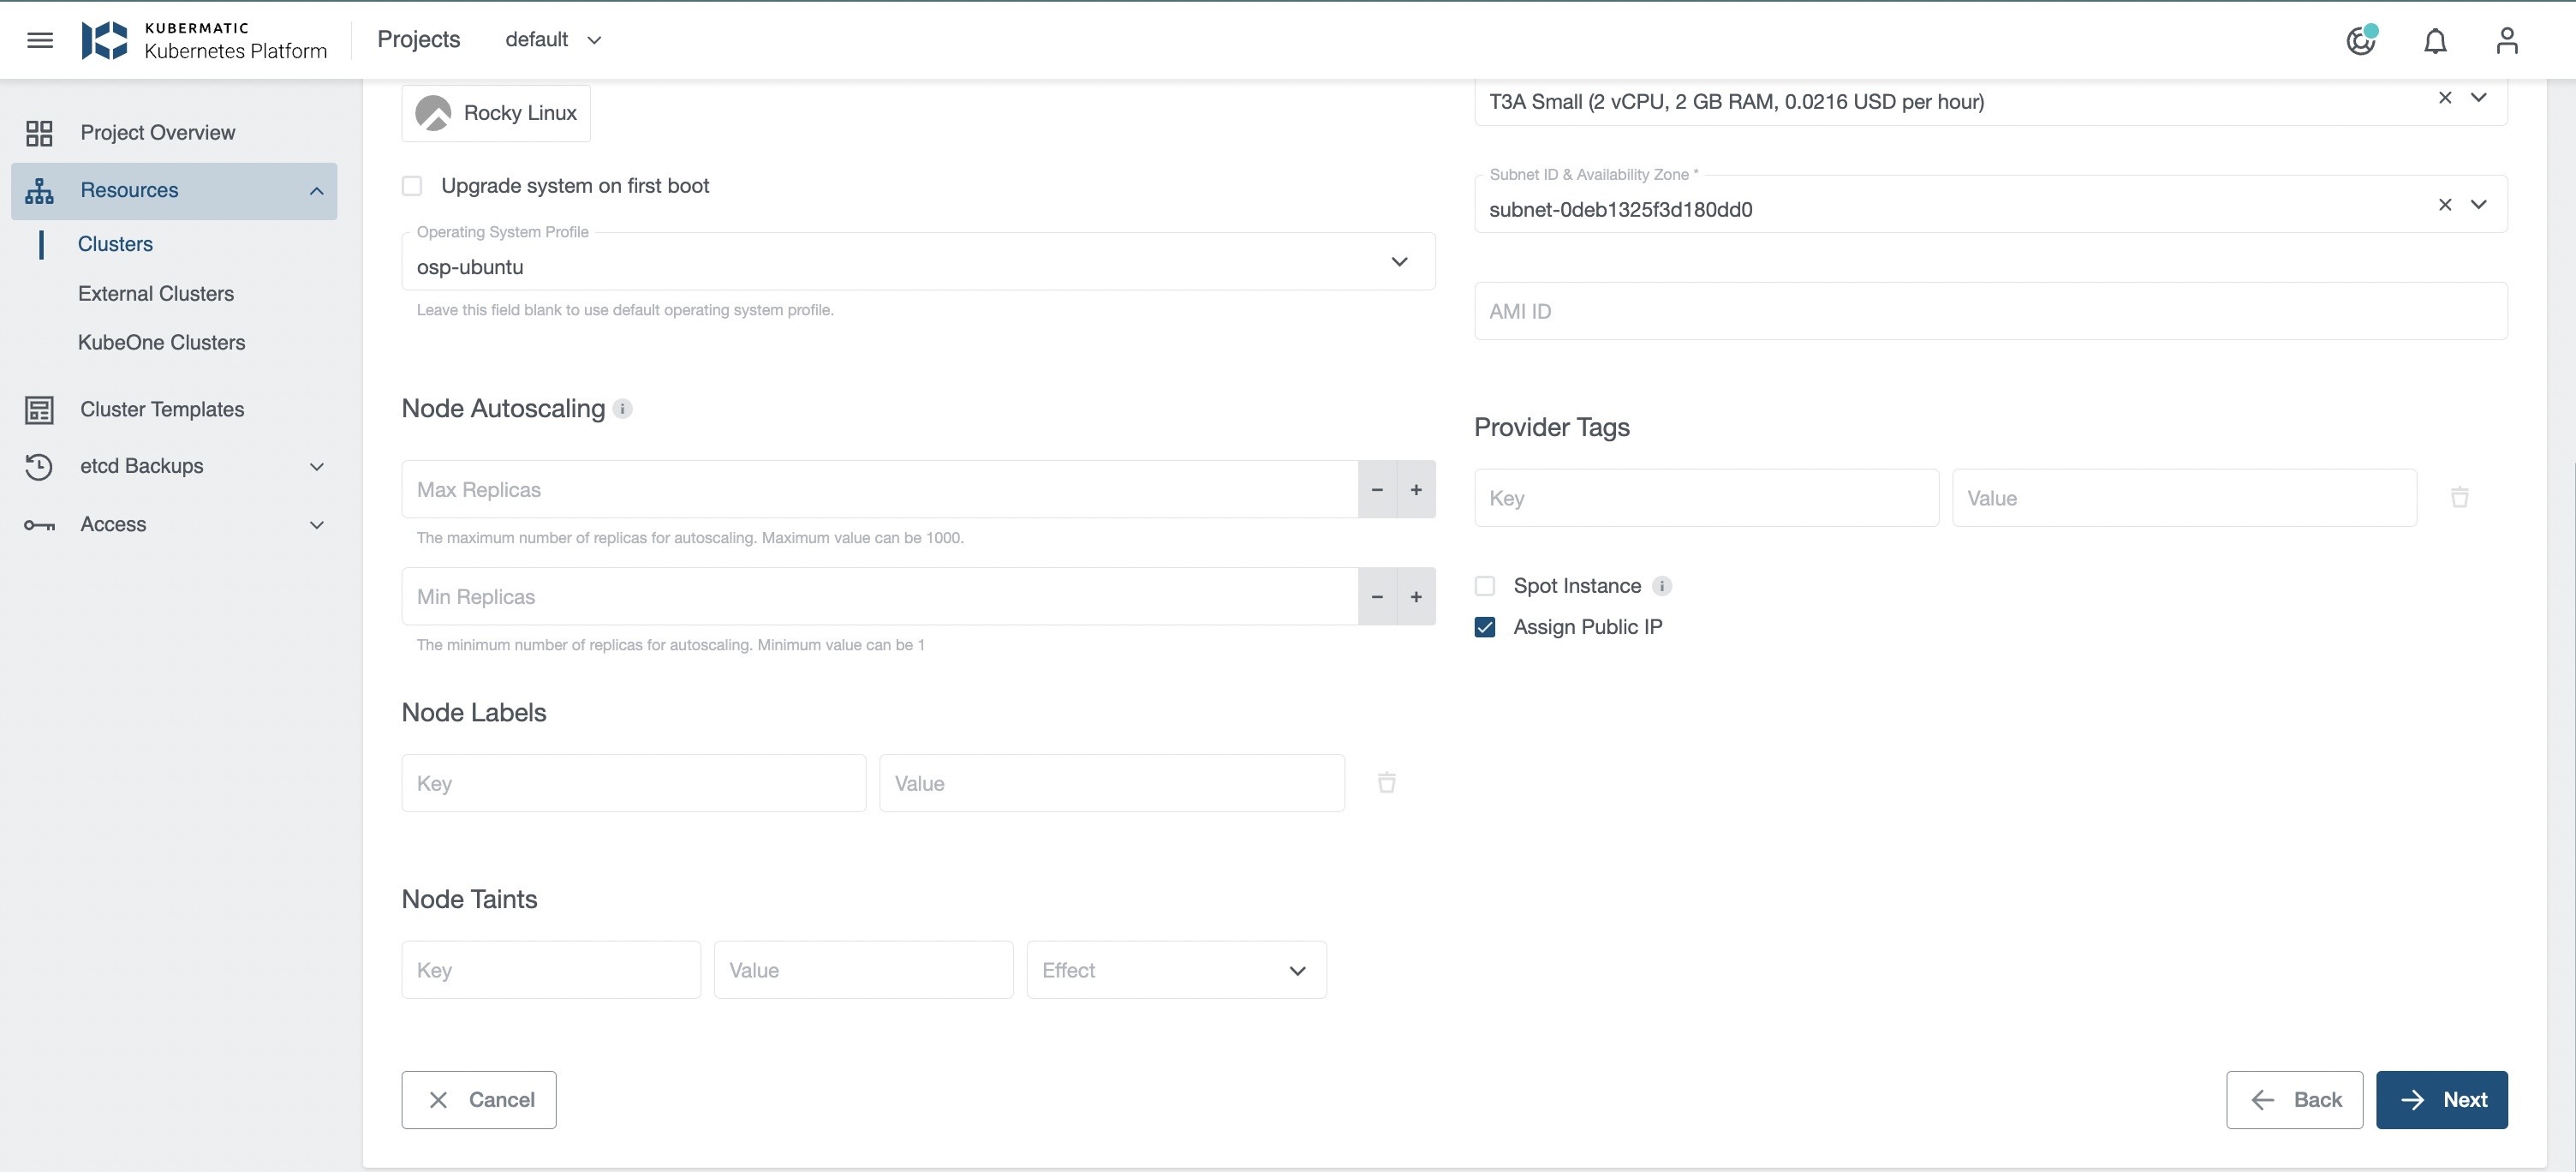 KUBERMATIC
Kubernetes Platform
Projects
default
Project Overview
Resources
Clusters
External Clusters
KubeOne Clusters
Cluster Templates
etcd Backups
Access
Rocky Linux
Upgrade system on first boot
Operating System Profile
osp-ubuntu
Leave this field blank to use default operating system profile.
Node Autoscaling
Max Replicas
The maximum number of replicas for autoscaling. Maximum value can be 1000.
Min Replicas
The minimum number of replicas for autoscaling. Minimum value can be 1
Node Labels
Key
Value
Node Taints
Key
Value
Effect
T3A Small (2 vCPU, 2 GB RAM, 0.0216 USD per hour)
Subnet ID & Availability Zone *
subnet-0deb1325f3d180dd0
AMI ID
Provider Tags
Key
Value
Spot Instance
Assign Public IP
Cancel
Back
Next